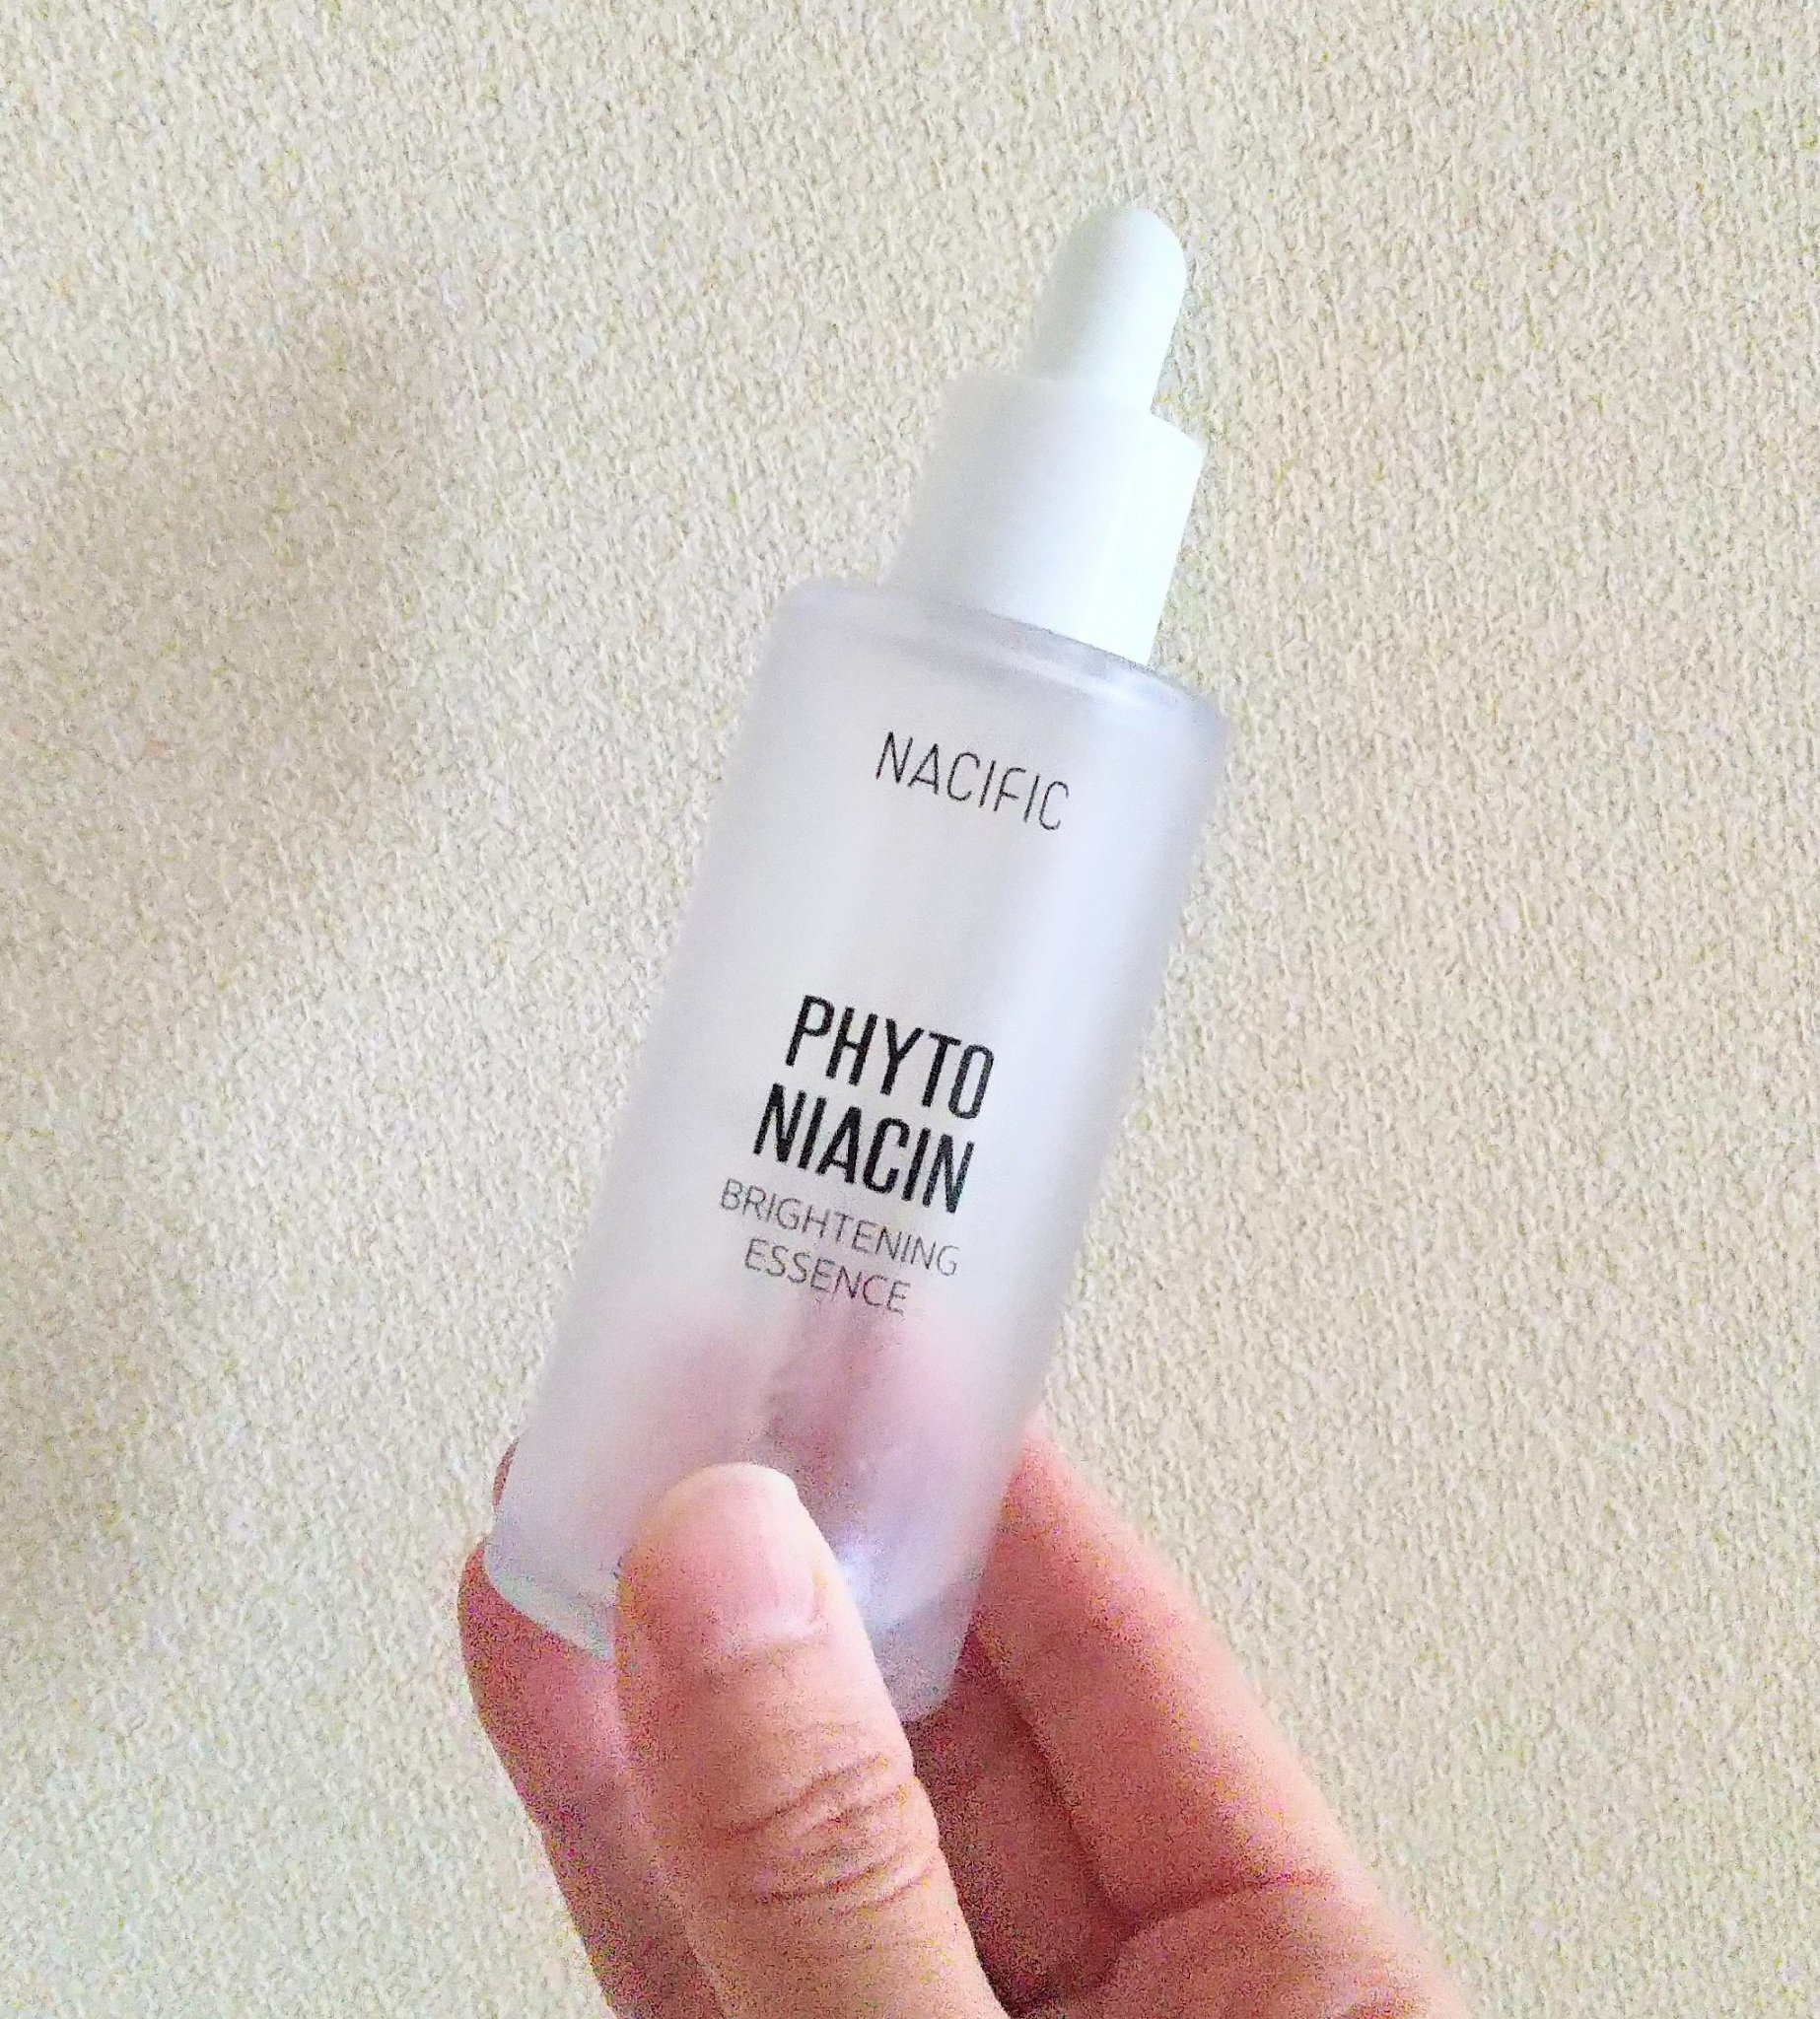 NACIFIC
PHYTO
NIACIN
BRIGHTENING
ESSENCE